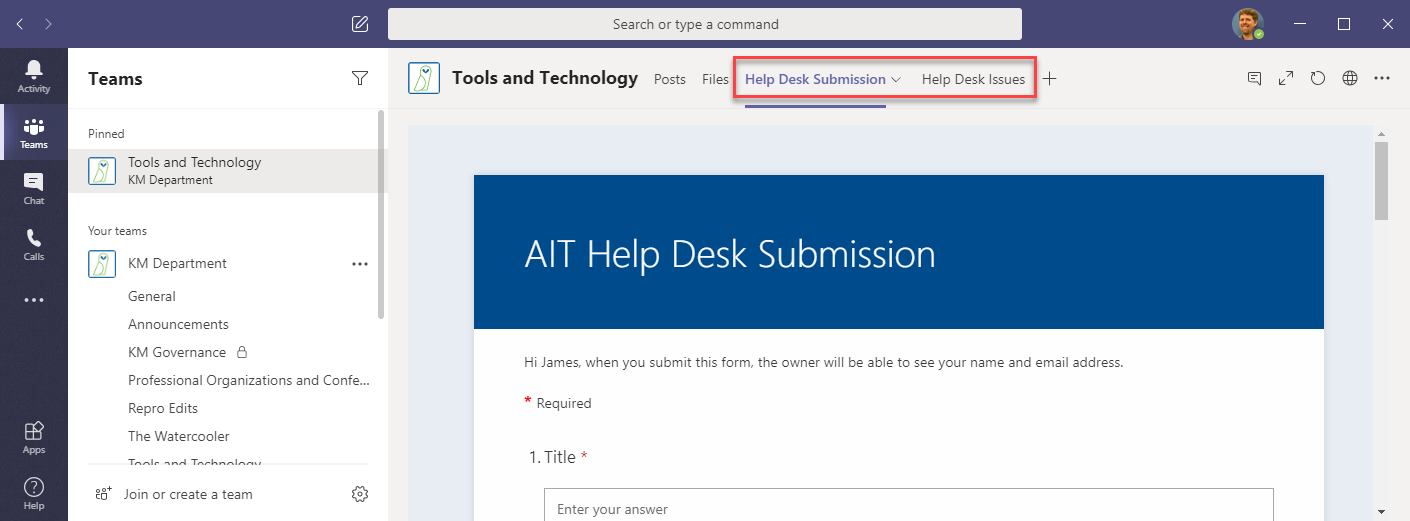 Search or type a command
Activity
Teams
Chat
Calls
Apps
Help
Teams
Pinned
Tools and Technology
KM Department
Your teams
KM Department
General
Announcements
KM Governance
Professional Organizations and Confe...
Repro Edits
The Watercooler
Tools and Technology
Join or create a team
Tools and Technology Posts Files Help Desk Submission Help Desk Issues
AIT Help Desk Submission
Hi James, when you submit this form, the owner will be able to see your name and email address.
* Required
1. Title *
Enter your answer